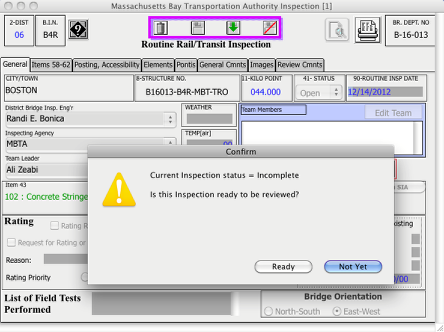 Massachusetts Bay Transportation Authority Inspection [1]
2-DIST
06
B.I.N.
B4R
BR. DEPT. NO
B-16-013
Routine Rail/Transit Inspection
General Items 58-62 Posting, Accessibility Elements Pontis General Cmnts Images Review Cmnts
CITY/TOWN
BOSTON
8-STRUCTURE NO.
B16013-B4R-MBT-TRO
11-KILO POINT
044.000
41- STATUS
Open
90-ROUTINE INSP DATE
12/14/2012
District Bridge Insp. Eng'r
Randi E. Bonica
WEATHER
Team Members
Edit Team
Inspecting Agency
MBTA
TEMP(air)
Team Leader
Ali Zeabi
Item 43
102 : Concrete Stringe
BIA
Confirm
Current Inspection status = Incomplete
Is this Inspection ready to be reviewed?
Ready
Not Yet
Rating
Rating R
Existing
Request for Rating or
Reason:
Rating Priority
/00
List of Field Tests
Performed
Bridge Orientation
North-South
East-West